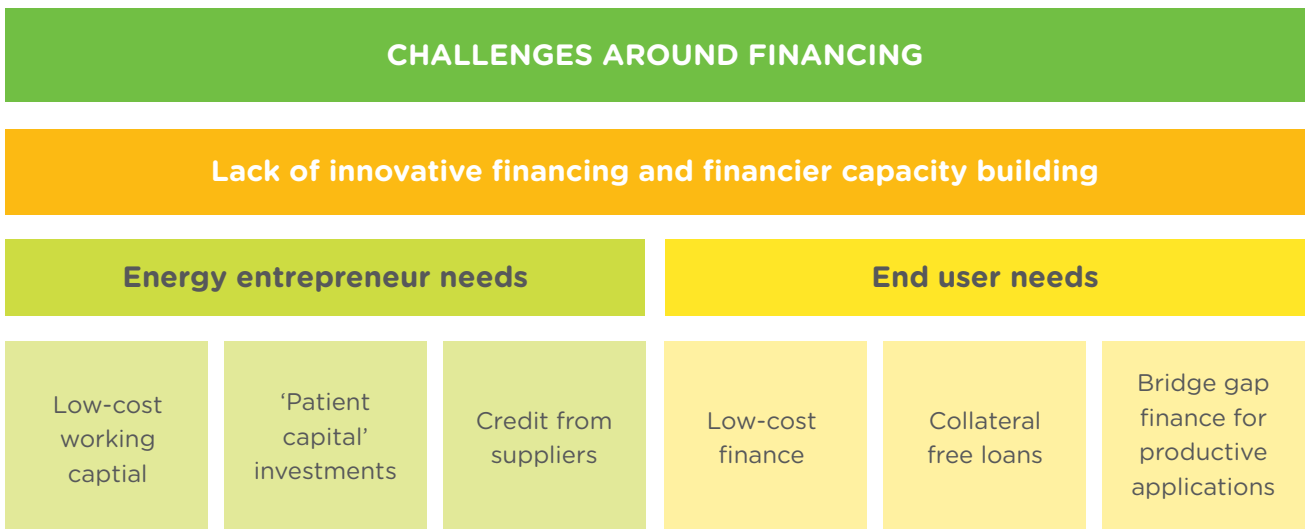 CHALLENGES AROUND FINANCING
Lack of innovative financing and financier capacity building
Energy entrepreneur needs
End user needs
Low-cost
working
captial
‘Patient
capital’
investments
Credit from
suppliers
Low-cost
finance
Collateral
free loans
Bridge gap
finance for
productive
applications